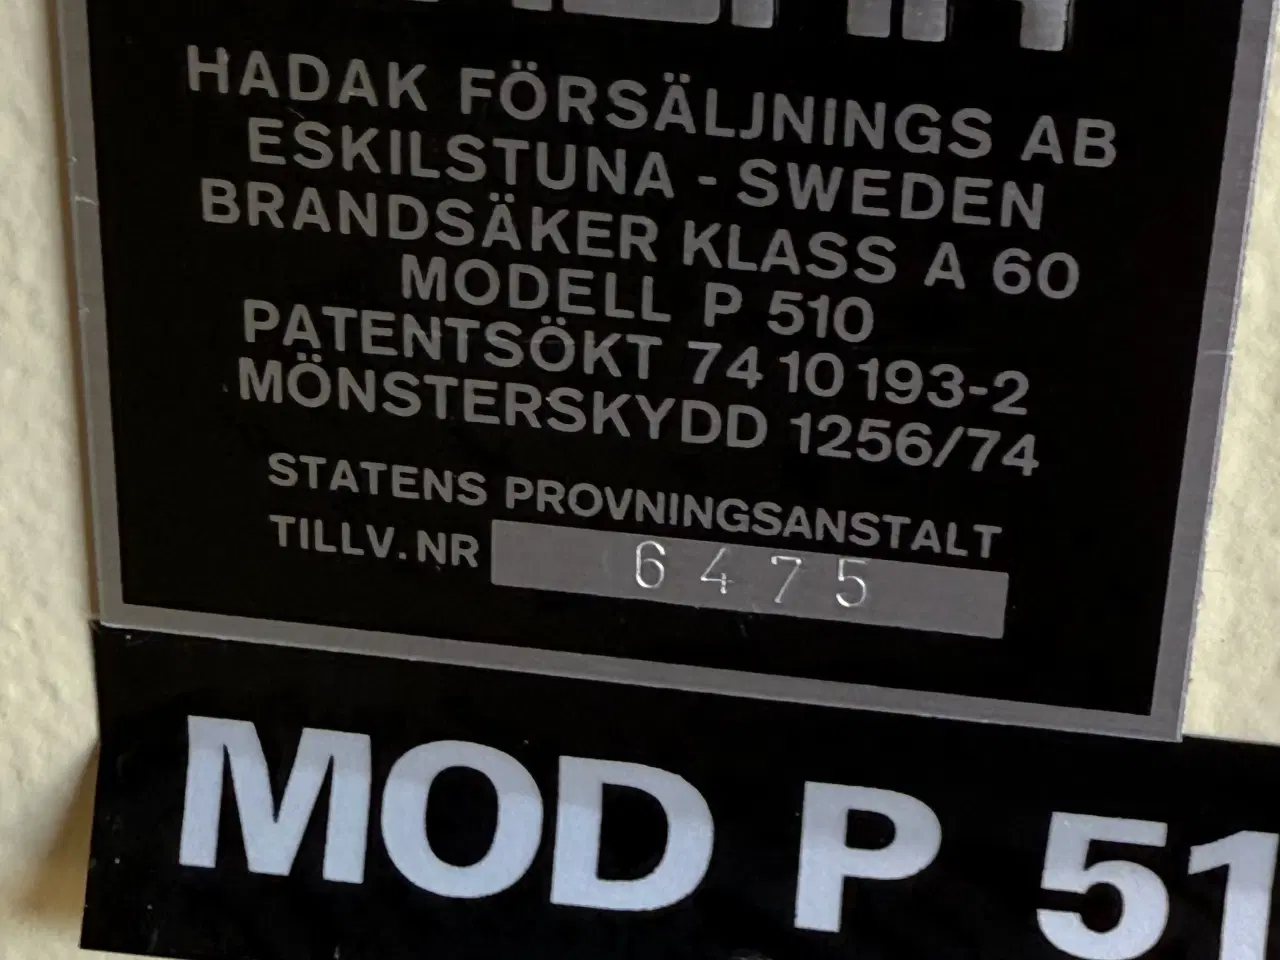 HADAK FÖRSÄLJNINGS AB
ESKILSTUNA - SWEDEN
BRANDSÄKER KLASS A 60
MODELL P 510
PATENTSÖKT 74 10 193-2
MÖNSTERSKYDD 1256/74
STATENS PROVNINGSANSTALT
TILLV.NR 6475
MOD P 51